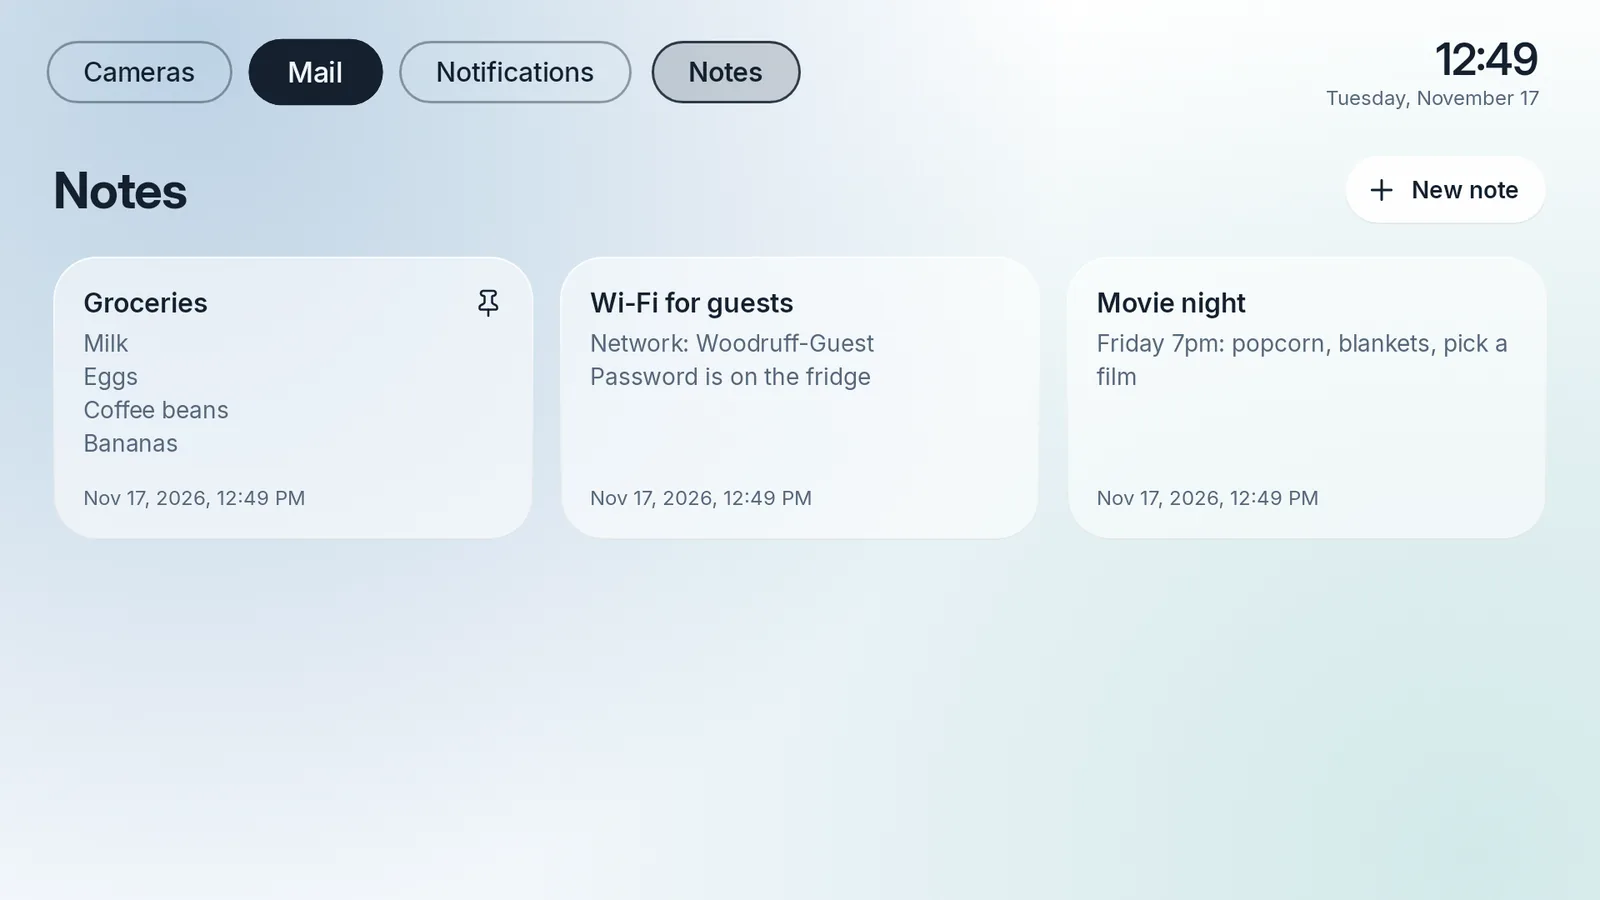 Cameras
Mail
Notifications
Notes
12:49
Tuesday, November 17
Notes
New note
Groceries
Milk
Eggs
Coffee beans
Bananas
Nov 17, 2026, 12:49 PM
Wi-Fi for guests
Network: Woodruff-Guest
Password is on the fridge
Nov 17, 2026, 12:49 PM
Movie night
Friday 7pm: popcorn, blankets, pick a
film
Nov 17, 2026, 12:49 PM